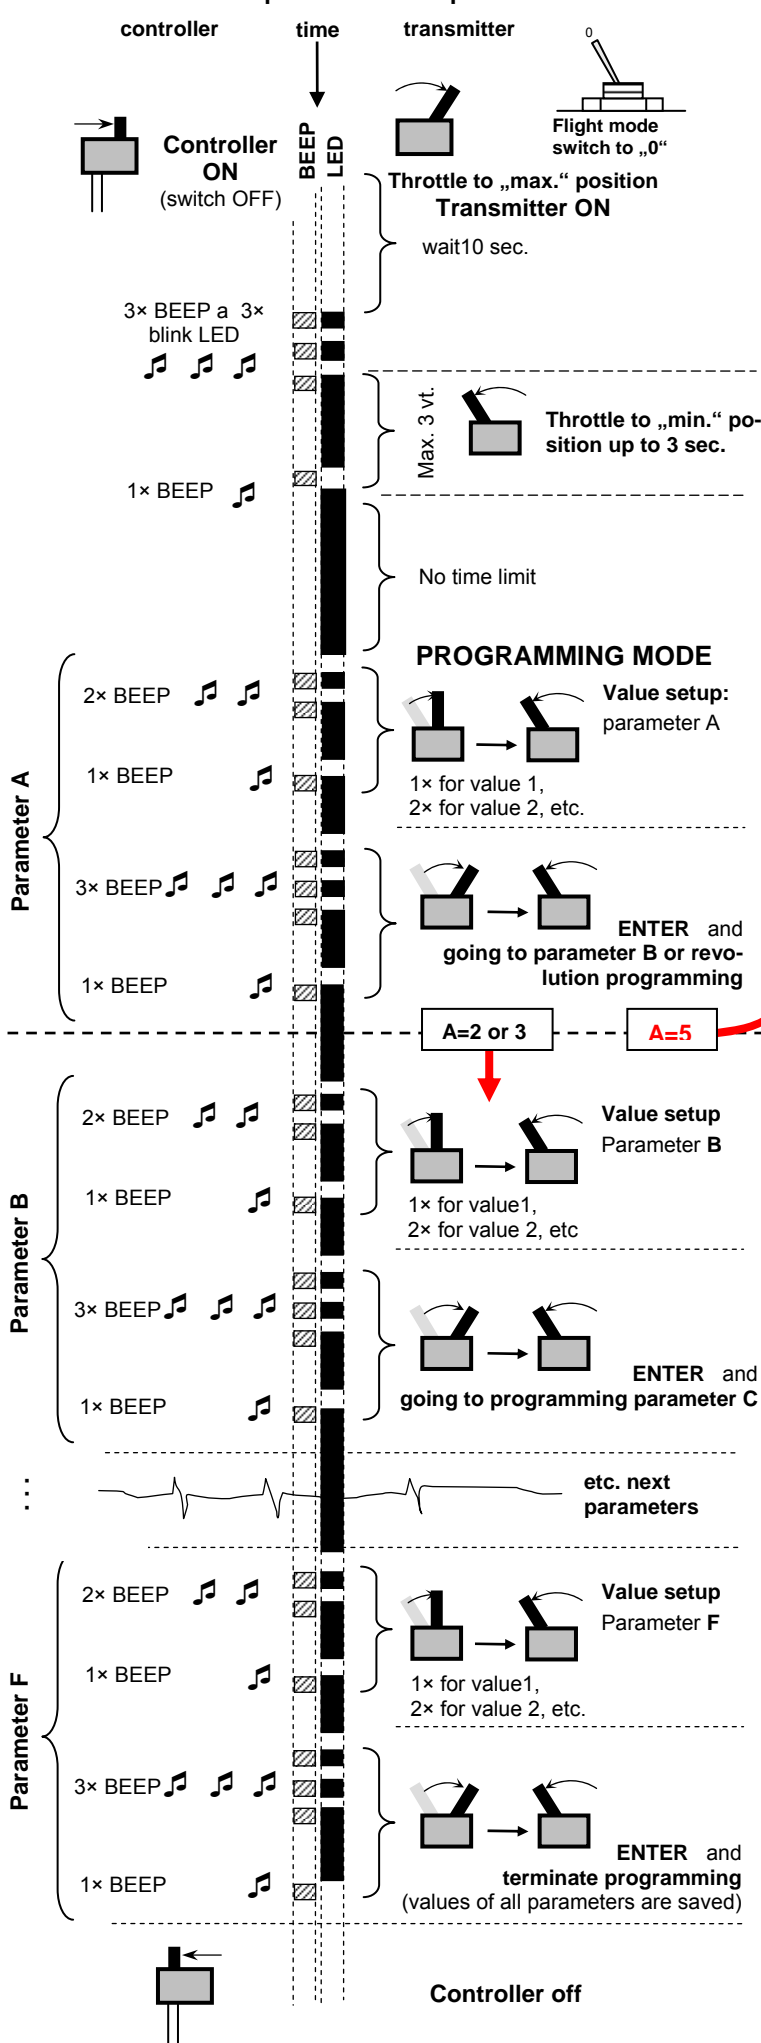 controller time transmitter
0
BEEP
LED
Controller
ON
(switch OFF)
Flight mode
switch to „0“
Throttle to „max.“ position
Transmitter ON
wait10 sec.
3× BEEP a 3×
blink LED
Max. 3 vt.
Throttle to „min.“ po-
sition up to 3 sec.
1× BEEP
No time limit
PROGRAMMING MODE
Parameter A
2× BEEP
Value setup:
parameter A
1× BEEP
1× for value 1,
2× for value 2, etc.
3× BEEP
ENTER and
going to parameter B or revo-
lution programming
1× BEEP
A=2 or 3
A=5
Parameter B
2× BEEP
Value setup
Parameter B
1× BEEP
1× for value1,
2× for value 2, etc
3× BEEP
ENTER and
going to programming parameter C
1× BEEP
...
etc. next
parameters
Parameter F
2× BEEP
Value setup
Parameter F
1× BEEP
1× for value1,
2× for value 2, etc.
3× BEEP
ENTER and
terminate programming
(values of all parameters are saved)
1× BEEP
Controller off